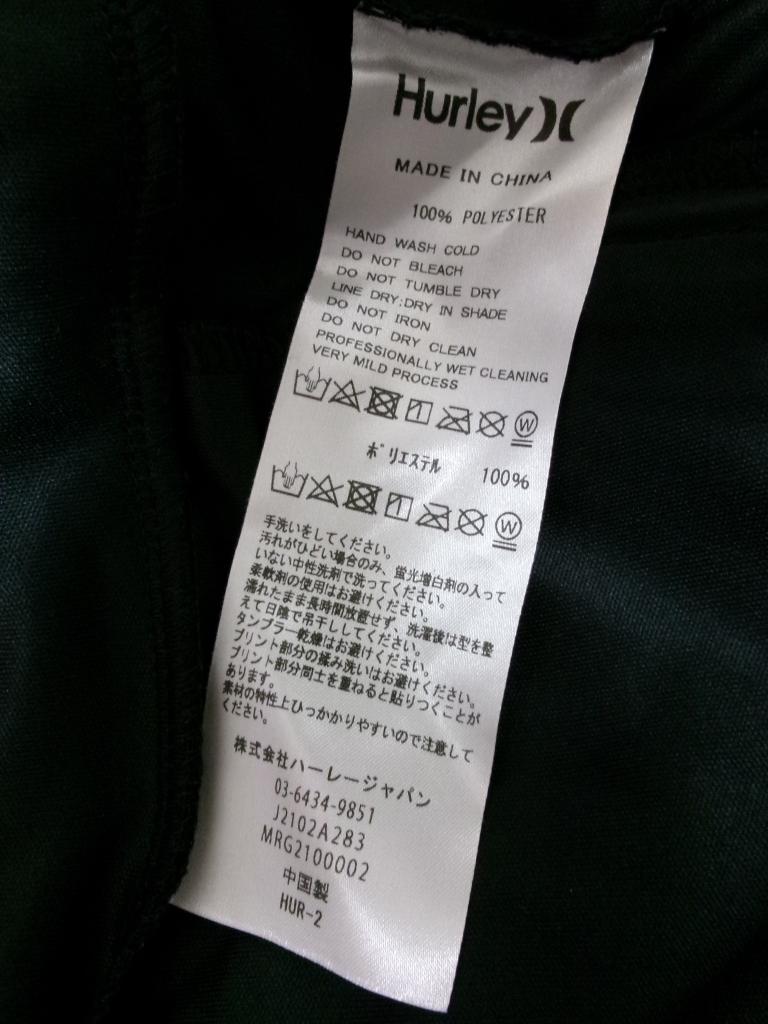 Hurley
MADE IN CHINA
100% POLYESTER
HAND WASH COLD
DO NOT BLEACH
DO NOT TUMBLE DRY
LINE DRY:DRY IN SHADE
DO NOT IRON
DO NOT DRY CLEAN
PROFESSIONALLY WET CLEANING
VERY MILD PROCESS
W
ポリエステル 100%
W
手洗いをしてください。
汚れがひどい場合のみ、蛍光増白剤の入って
いない中性洗剤で洗ってください。
柔軟剤の使用はお避けください。
濡れたまま長時間放置せず、洗濯後は型を整
えて日陰で吊干ししてください。
タンブラー乾燥はお避けください。
プリント部分の揉み洗いはお避けください。
プリント部分同士を重ねると貼りつくことが
あります。
素材の特性上ひっかかりやすいので注意して
ください。
株式会社ハーレージャパン
03-6434-9851
J2102A283
MRG2100002
中国製
HUR-2